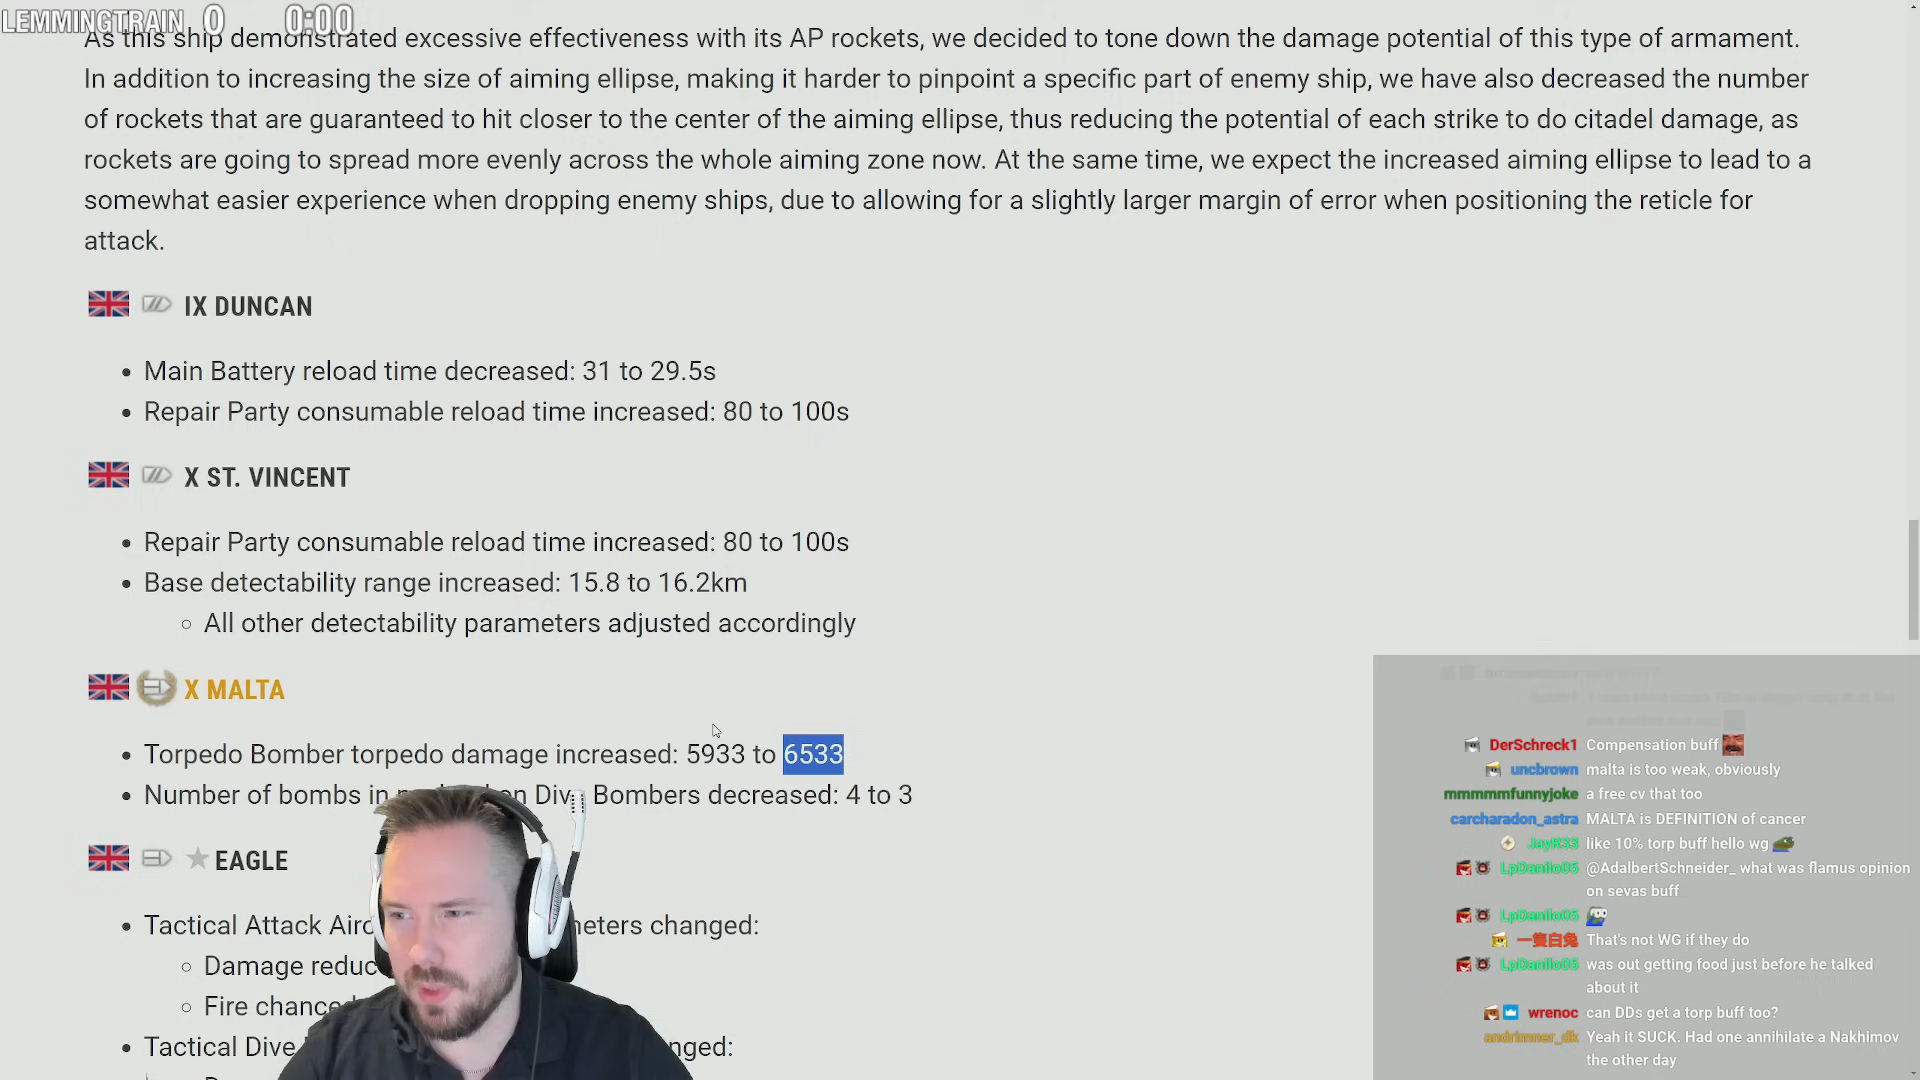 LEMMINGTRAIN 0 0:00
As this ship demonstrated excessive effectiveness with its AP rockets, we decided to tone down the damage potential of this type of armament.
In addition to increasing the size of aiming ellipse, making it harder to pinpoint a specific part of enemy ship, we have also decreased the number
of rockets that are guaranteed to hit closer to the center of the aiming ellipse, thus reducing the potential of each strike to do citadel damage, as
rockets are going to spread more evenly across the whole aiming zone now. At the same time, we expect the increased aiming ellipse to lead to a
somewhat easier experience when dropping enemy ships, due to allowing for a slightly larger margin of error when positioning the reticle for
attack.
IX DUNCAN
Main Battery reload time decreased: 31 to 29.5s
Repair Party consumable reload time increased: 80 to 100s
X ST. VINCENT
Repair Party consumable reload time increased: 80 to 100s
Base detectability range increased: 15.8 to 16.2km
All other detectability parameters adjusted accordingly
X MALTA
Torpedo Bomber torpedo damage increased: 5933 to 6533
Number of bombs in on Bombers decreased: 4 to 3
EAGLE
Tactical Attack changed:
Damage
Fire
Tactical Dive
DerSchreck1 Compensation buff
uncbrown malta is too weak, obviously
mmmmmfunnyjoke a free cv that too
carcharadon_astra MALTA is DEFINITION of cancer
JayR33 like 10% torp buff hello wg
LpDanilo05 @AdalbertSchneider_ what was flamus opinion
on sevas buff
LpDanilo05
一隻白兔 That's not WG if they do
LpDanilo05 was out getting food just before he talked
about it
wrenoc can DDs get a torp buff too?
andrimner_dk Yeah it SUCK. Had one annihilate a Nakhimov
the other day